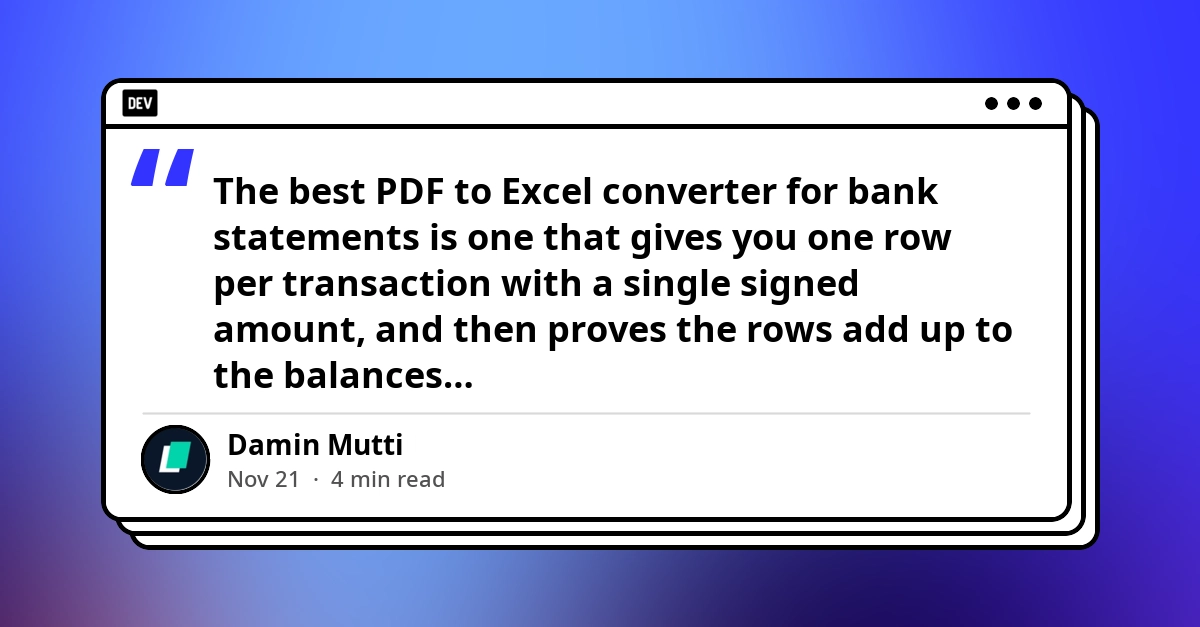 DEV
The best PDF to Excel converter for bank
statements is one that gives you one row
per transaction with a single signed
amount, and then proves the rows add up to
the balances...
Damin Mutti
Nov 21 · 4 min read